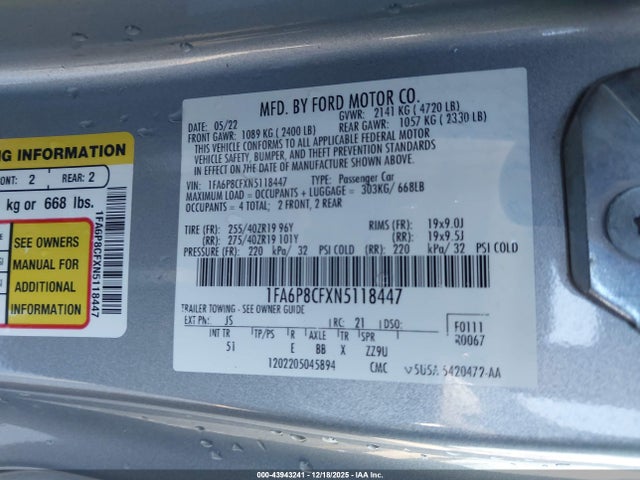 NG INFORMATION
ONT: 2 REAR: 2
kg or 668 lbs.
SEE OWNERS
MANUAL FOR
ADDITIONAL
INFORMATION
1FA6P8CFXN5118447
MFD. BY FORD MOTOR CO.
05/22 GVWR: 2141 KG ( 4720 LB)
FRONT GAWR: 1089 KG ( 2400 LB) REAR GAWR: 1057 KG ( 2330 LB)
THIS VEHICLE CONFORMS TO ALL APPLICABLE FEDERAL MOTOR
VEHICLE SAFETY, BUMPER, AND THEFT PREVENTION STANDARDS
IN EFFECT ON THE DATE OF MANUFACTURE SHOWN ABOVE.
VIN: 1FA6P8CFXN5118447 TYPE: Passenger Car
MAXIMUM LOAD = OCCUPANTS + LUGGAGE = 303KG/ 668LB
OCCUPANTS = 4 TOTAL; 2 FRONT, 2 REAR
TIRE (FR): 255/40ZR19 96Y RIMS (FR): 19x9.0J
(RR): 275/40ZR19 101Y (RR): 19x9.5J
PRESSURE (FR): 220 kPa/ 32 PSI COLD (RR): 220 kPa/ 32 PSI COLD
1FA6P8CFXN5118447
TRAILER TOWING - SEE OWNER GUIDE
EXT PN: JS RC: 21 DSO: F0111
INT TR TP/PS R AXLE TR SPR R0067
51 E BB X ZZ9U
1202205045894 CMC 5U5A 5420472-AA
000-43943241 - 12/18/2025 - IAA Inc.